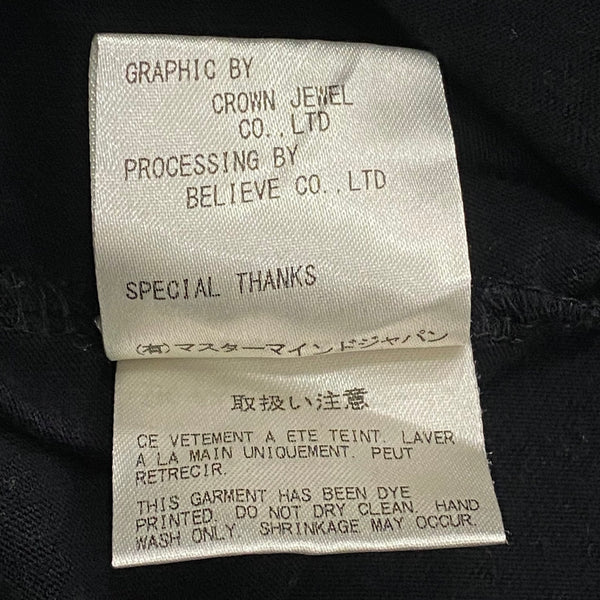 GRAPHIC BY
CROWN JEWEL
CO.,LTD
PROCESSING BY
BELIEVE CO.,LTD
SPECIAL THANKS
(有)マスターマインドジャパン
取扱い注意
CE VETEMENT A ETE TEINT. LAVER
A LA MAIN UNIQUEMENT. PEUT
RETRECIR.
THIS GARMENT HAS BEEN DYE
PRINTED. DO NOT DRY CLEAN. HAND
WASH ONLY. SHRINKAGE MAY OCCUR.